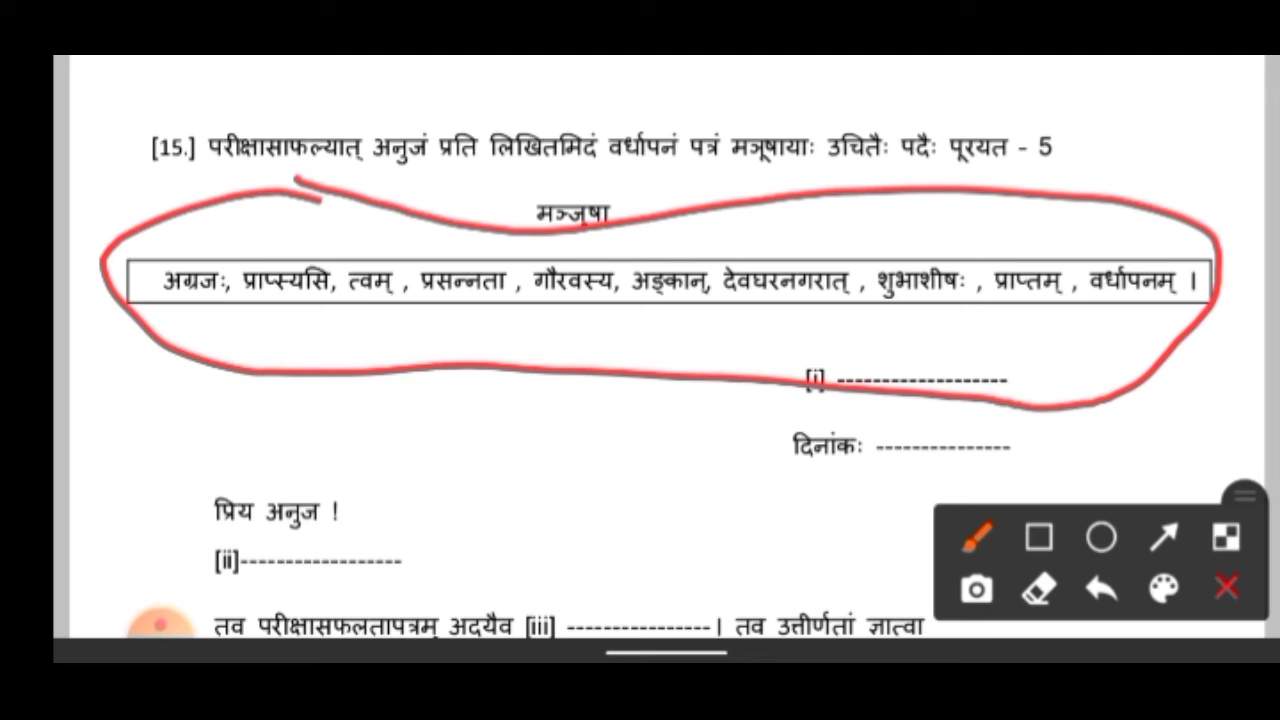 [15.] परीक्षासाफल्यात् अनुजं प्रति लिखितमिदं वर्धापनं पत्रं मञ्जूषायाः उचितैः पदैः पूरयत - 5
मञ्जूषा
अग्रजः, प्राप्स्यसि, त्वम् , प्रसन्नता , गौरवस्य, अङ्कान्, देवघरनगरात् , शुभाशीषः , प्राप्तम् , वर्धापनम् ।
[i] -------------------
दिनांकः ---------------
प्रिय अनुज !
[ii]------------------
तव परीक्षासफलतापत्रम् अदयैव [iii] ----------------। तव उत्तीर्णतां ज्ञात्वा